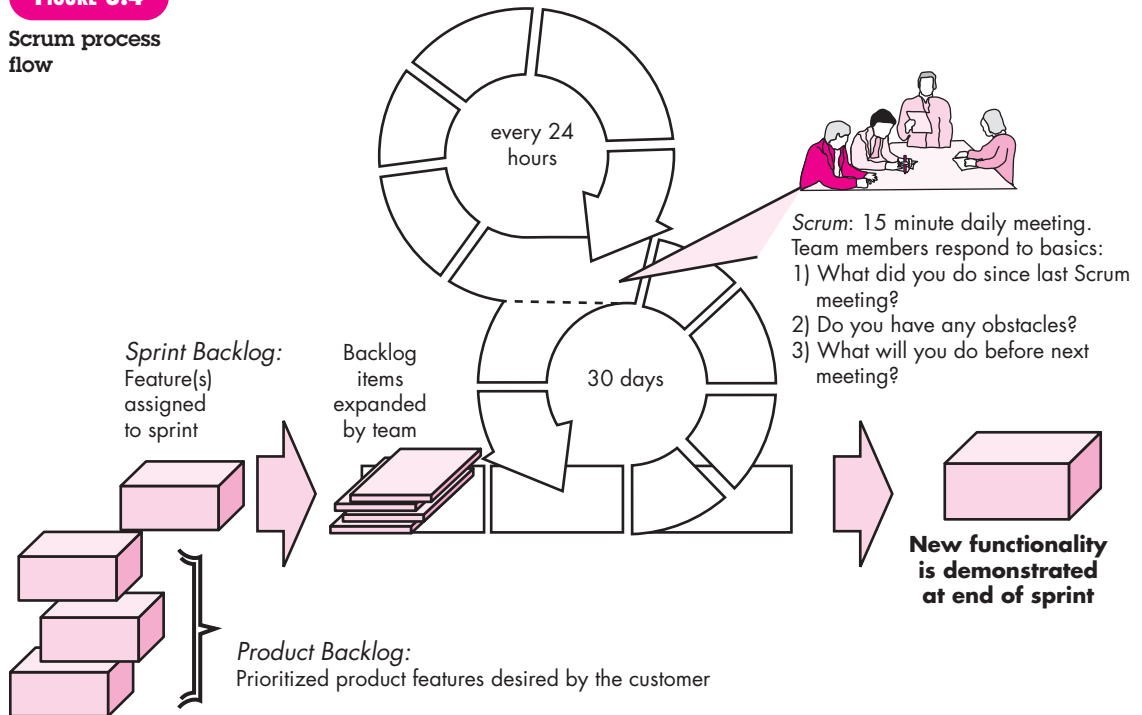 Scrum process
flow
every 24
hours
Scrum: 15 minute daily meeting.
Team members respond to basics:
1) What did you do since last Scrum
meeting?
2) Do you have any obstacles?
3) What will you do before next
meeting?
Sprint Backlog:
Feature(s)
assigned
to sprint
Backlog
items
expanded
by team
30 days
New functionality
is demonstrated
at end of sprint
Product Backlog:
Prioritized product features desired by the customer